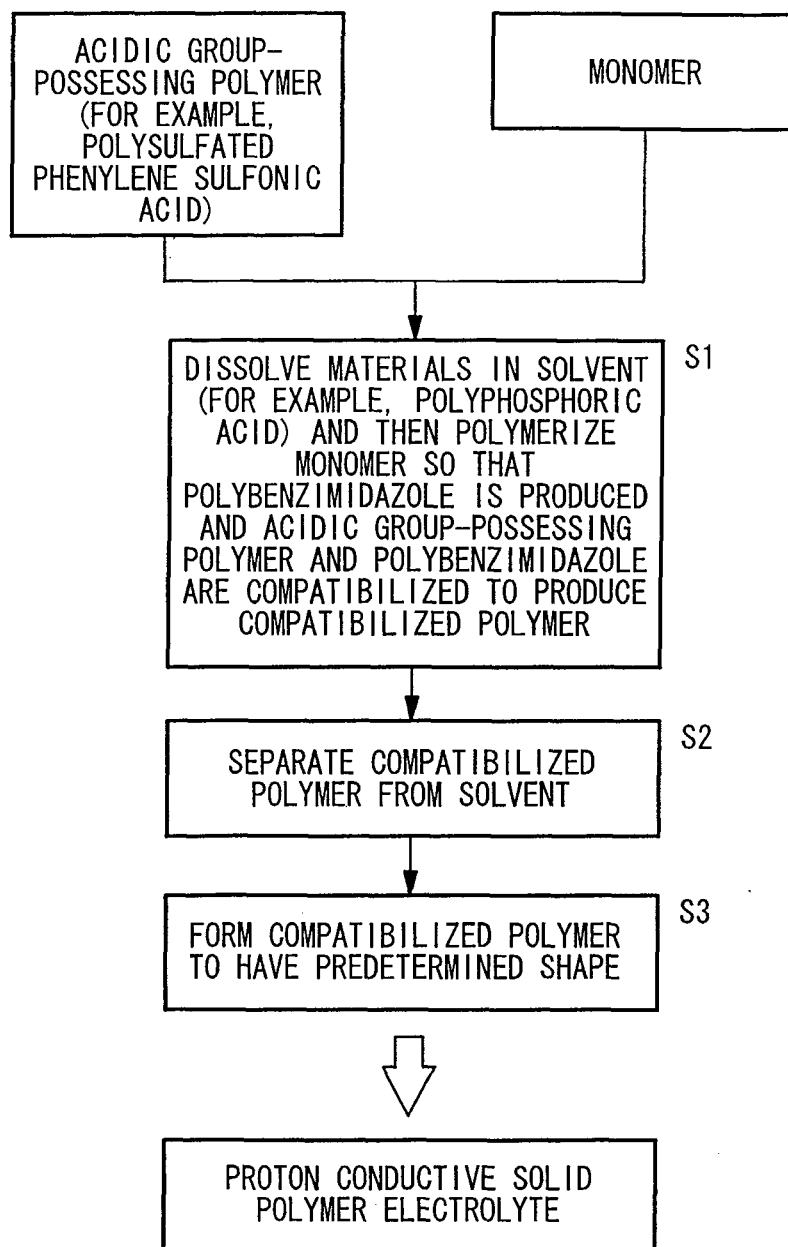 ACIDIC GROUP-
POSSESSING POLYMER
(FOR EXAMPLE,
POLYSULFATED
PHENYLENE SULFONIC
ACID)
MONOMER
S1
DISSOLVE MATERIALS IN SOLVENT
(FOR EXAMPLE, POLYPHOSPHORIC
ACID) AND THEN POLYMERIZE
MONOMER SO THAT
POLYBENZIMIDAZOLE IS PRODUCED
AND ACIDIC GROUP-POSSESSING
POLYMER AND POLYBENZIMIDAZOLE
ARE COMPATIBILIZED TO PRODUCE
COMPATIBILIZED POLYMER
S2
SEPARATE COMPATIBILIZED
POLYMER FROM SOLVENT
S3
FORM COMPATIBILIZED POLYMER
TO HAVE PREDETERMINED SHAPE
PROTON CONDUCTIVE SOLID
POLYMER ELECTROLYTE